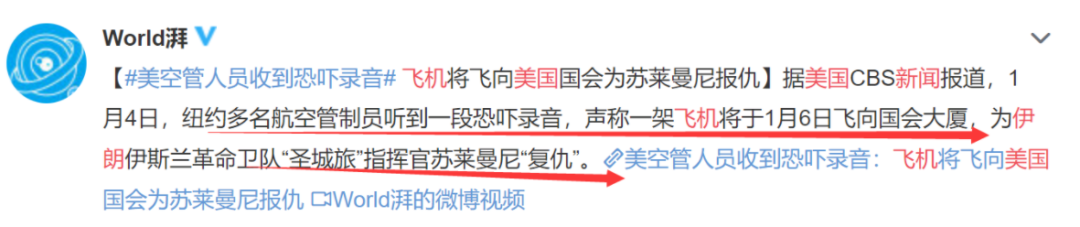 World湃
【#美空管人员收到恐吓录音# 飞机将飞向美国国会为苏莱曼尼报仇】据美国CBS新闻报道，1
月4日，纽约多名航空管制员听到一段恐吓录音，声称一架飞机将于1月6日飞向国会大厦，为伊
朗伊斯兰革命卫队“圣城旅”指挥官苏莱曼尼“复仇”。美空管人员收到恐吓录音：飞机将飞向美国
国会为苏莱曼尼报仇 World湃的微博视频